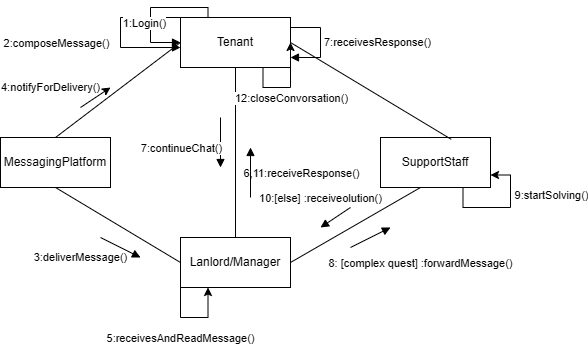 1:Login()
Tenant
2:composeMessage()
7:receivesResponse()
4:notifyForDelivery()
12:closeConvorsation()
7:continueChat()
MessagingPlatform
SupportStaff
6,11:receiveResponse()
10:[else] :receiveolution()
9:startSolving()
3:deliverMessage()
Lanlord/Manager
8: [complex quest] :forwardMessage()
5:receivesAndReadMessage()